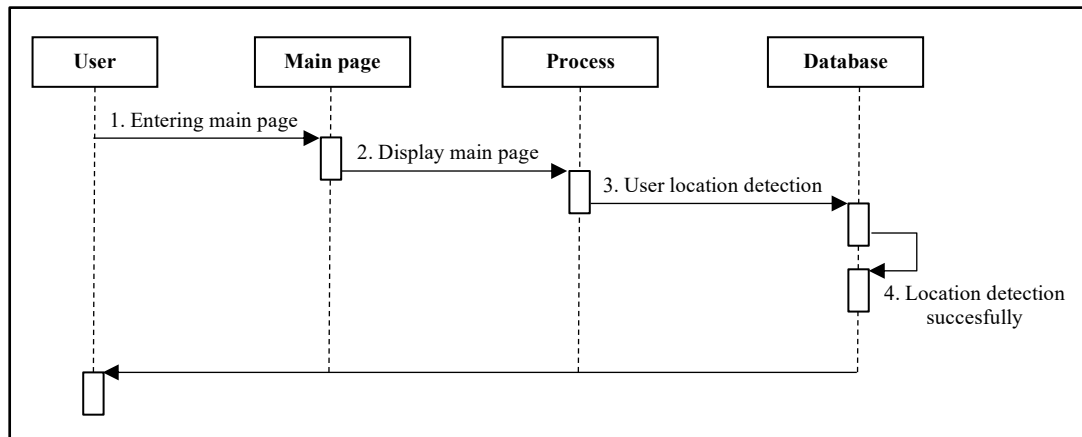 User
Main page
Process
Database
1. Entering main page
2. Display main page
3. User location detection
4. Location detection
succesfully